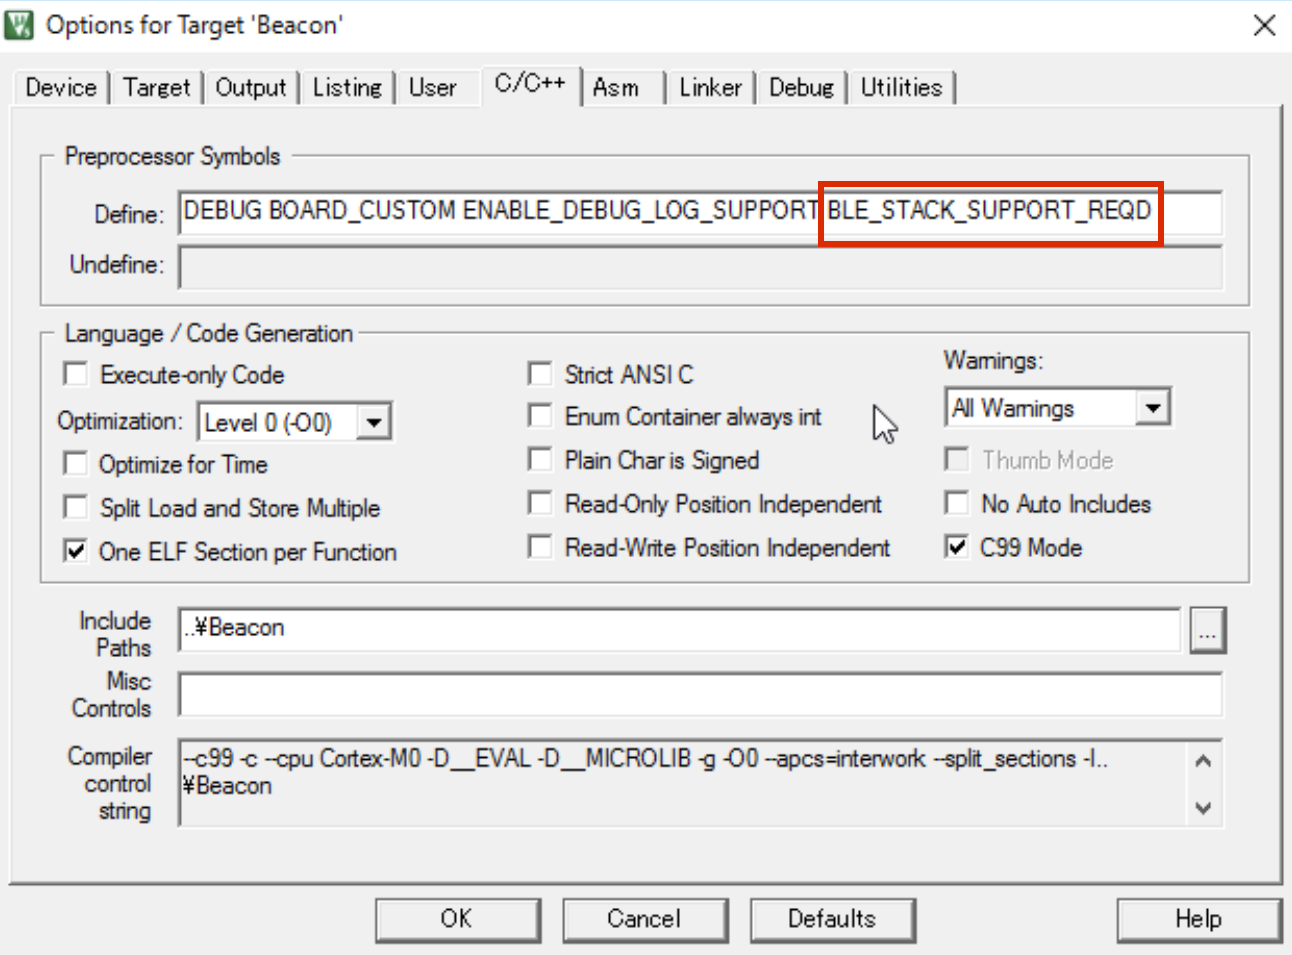 Options for Target 'Beacon'
Device Target Output Listing User C/C++ Asm Linker Debug Utilities
Preprocessor Symbols
Define: DEBUG BOARD_CUSTOM ENABLE_DEBUG_LOG_SUPPORT BLE_STACK_SUPPORT_REQD
Undefine:
Language / Code Generation
Execute-only Code
Optimization: Level 0 (-O0)
Optimize for Time
Split Load and Store Multiple
One ELF Section per Function
Strict ANSI C
Enum Container always int
Plain Char is Signed
Read-Only Position Independent
Read-Write Position Independent
Warnings:
All Warnings
Thumb Mode
No Auto Includes
C99 Mode
Include
Paths
..¥Beacon
...
Misc
Controls
Compiler
control
string
--c99 -c --cpu Cortex-M0 -D__EVAL -D__MICROLIB -g -O0 --apcs=interwork --split_sections -I..
¥Beacon
OK Cancel Defaults Help